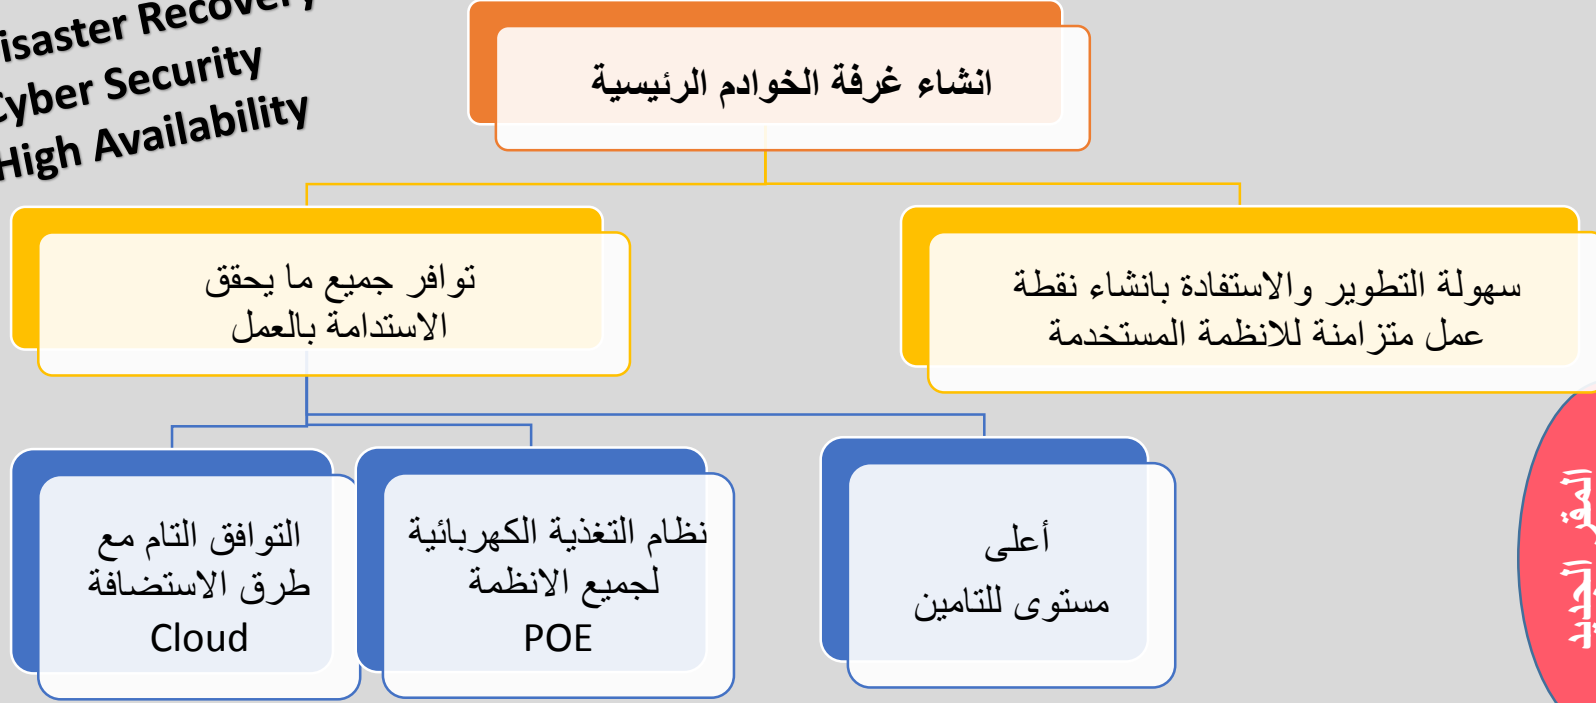 isaster Recovery
Cyber Security
High Availability
انشاء غرفة الخوادم الرئيسية
سهولة التطوير والاستفادة بانشاء نقطة
عمل متزامنة للانظمة المستخدمة
توافر جميع ما يحقق
الاستدامة بالعمل
أعلى
مستوى للتامين
نظام التغذية الكهربائية
لجميع الانظمة
POE
التوافق التام مع
طرق الاستضافة
Cloud
المقر الجديد